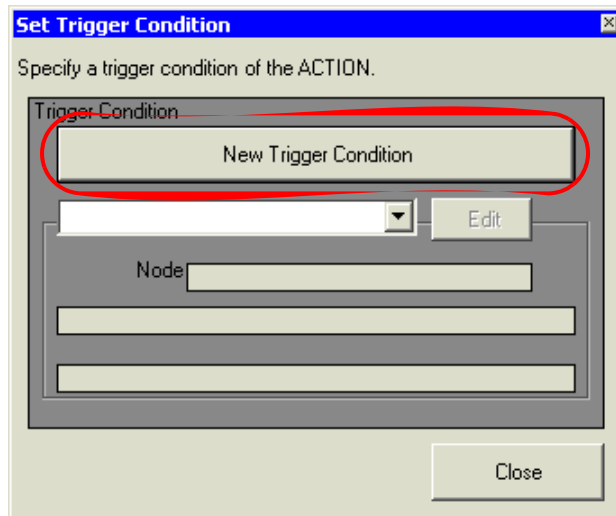 Set Trigger Condition
Specify a trigger condition of the ACTION.
Trigger Condition
New Trigger Condition
Edit
Node
Close